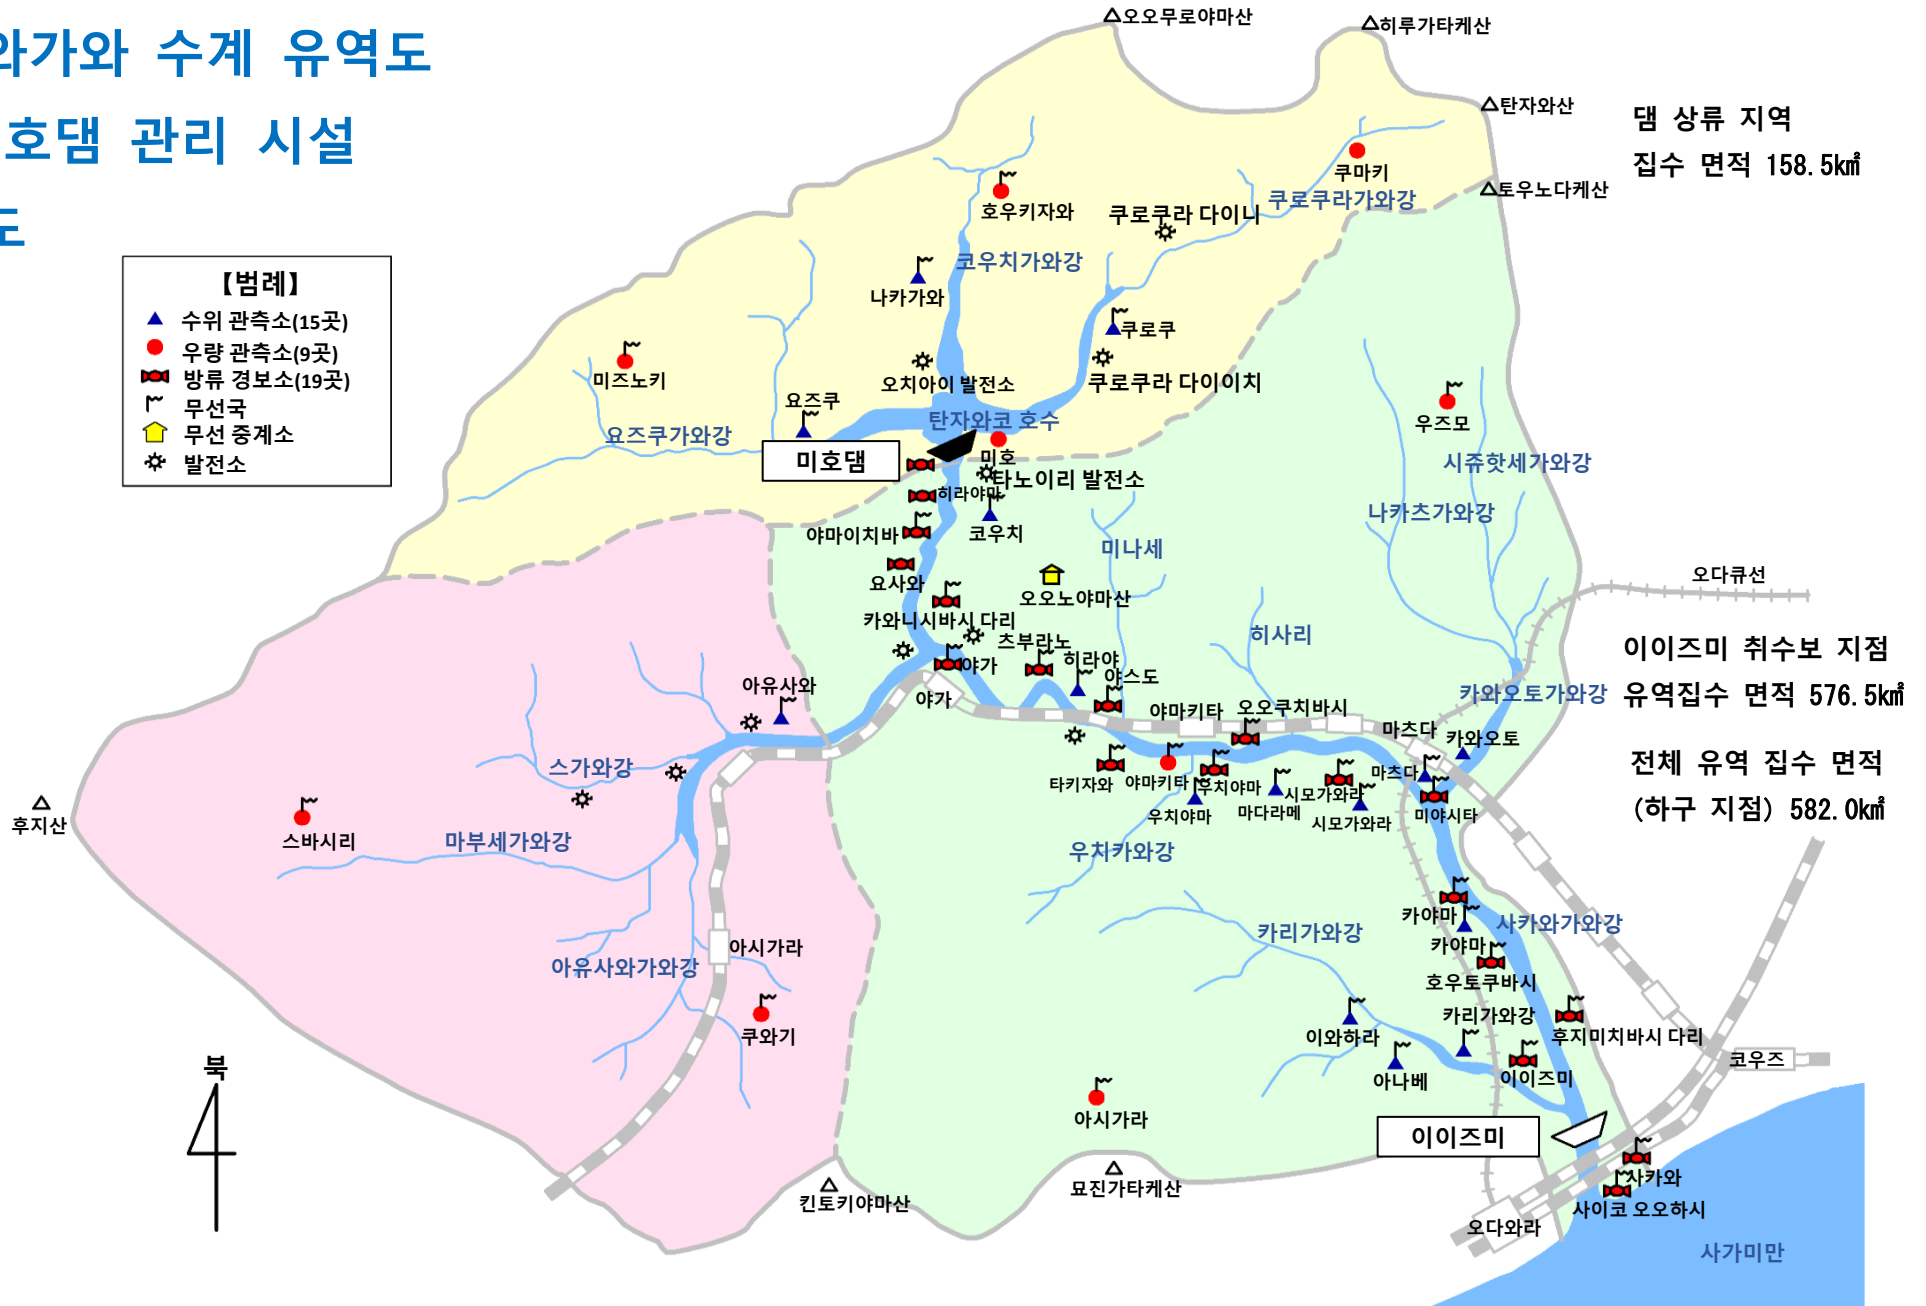 와가와 수계 유역도
호댐 관리 시설
도
【범례】
수위 관측소(15곳)
우량 관측소(9곳)
방류 경보소(19곳)
무선국
무선 중계소
발전소
오오무로야마산
히루가타케산
탄자와산
토우노다케산
댐 상류 지역
집수 면적 158.5㎢
쿠마키
쿠로쿠라가와강
호우키자와
쿠로쿠라 다이니
코우치가와강
나카가와
쿠로쿠
미즈노키
오치아이 발전소
쿠로쿠라 다이이치
요즈쿠
탄자와코 호수
요즈쿠가와강
미호댐
미호
타노이리 발전소
히라야마
야마이치바
코우치
요사와
오오노야마산
카와니시바시 다리
미나세
우즈모
시쥬핫세가와강
나카츠가와강
오다큐선
히사리
츠부라노
히라야
야가
야스도
야가
아유사와
야마키타
오오쿠치바시
마츠다
카와오토가와강
카와오토
이이즈미 취수보 지점
유역집수 면적 576.5㎢
전체 유역 집수 면적
(하구 지점) 582.0㎢
스가와강
타키자와
야마키타
우치야마
우치야마
마다라메
시모가와라
시모가와라
마츠다
미야시타
후지산
스바시리
마부세가와강
우치카와강
카야마
카야마
사카와가와강
카리가와강
호우토쿠바시
아시가라
아유사와가와강
쿠와기
이와하라
카리가와강
후지미치바시 다리
아나베
이이즈미
코우즈
북
아시가라
이이즈미
킨토키야마산
묘진가타케산
사카와
사이코 오오하시
오다와라
사가미만